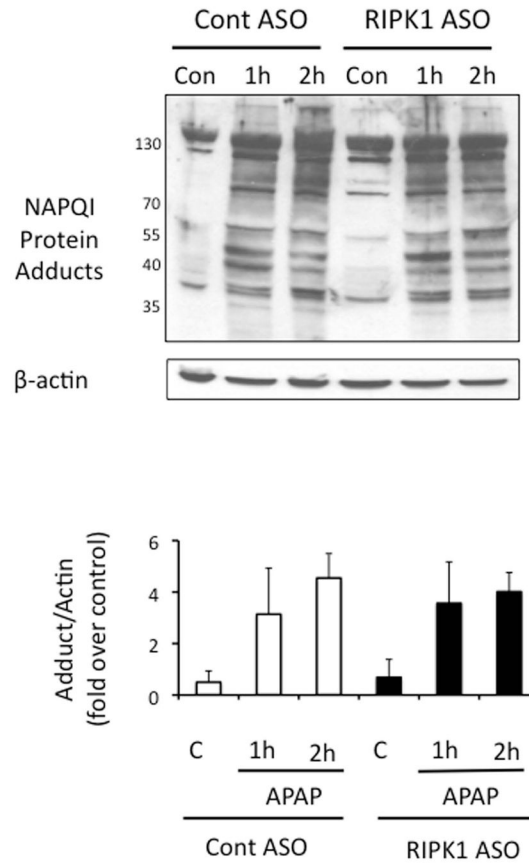 Cont ASO RIPK1 ASO
Con 1h 2h Con 1h 2h
130
70
55
40
35
NAPQI
Protein
Adducts
β-actin
Adduct/Actin
(fold over control)
6
4
2
0
C 1h 2h C 1h 2h
APAP APAP
Cont ASO RIPK1 ASO